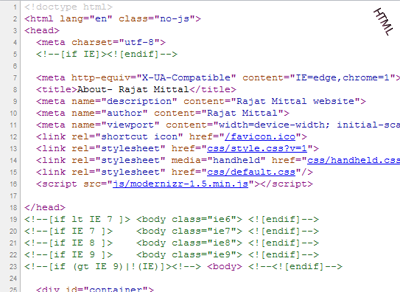 HTML
1 <!doctype html>
2 <html lang="en" class="no-js">
3 <head>
4 <meta charset="utf-8">
5 <!--[if IE]><![endif]-->
6
7 <meta http-equiv="X-UA-Compatible" content="IE=edge,chrome=1">
8 <title>About- Rajat Mittal</title>
9 <meta name="description" content="Rajat Mittal website">
10 <meta name="author" content="Rajat Mittal">
11 <meta name="viewport" content="width=device-width; initial-sca
12 <link rel="shortcut icon" href="/favicon.ico">
13 <link rel="stylesheet" href="css/style.css?v=1">
14 <link rel="stylesheet" media="handheld" href="css/handheld.css
15 <link rel="stylesheet" href="css/default.css"/>
16 <script src="js/modernizr-1.5.min.js"></script>
17
18 </head>
19 <!--[if lt IE 7 ]> <body class="ie6"> <![endif]-->
20 <!--[if IE 7 ]> <body class="ie7"> <![endif]-->
21 <!--[if IE 8 ]> <body class="ie8"> <![endif]-->
22 <!--[if IE 9 ]> <body class="ie9"> <![endif]-->
23 <!--[if (gt IE 9)|!(IE)]><!--> <body> <!--<![endif]-->
24
25 <div id="container">